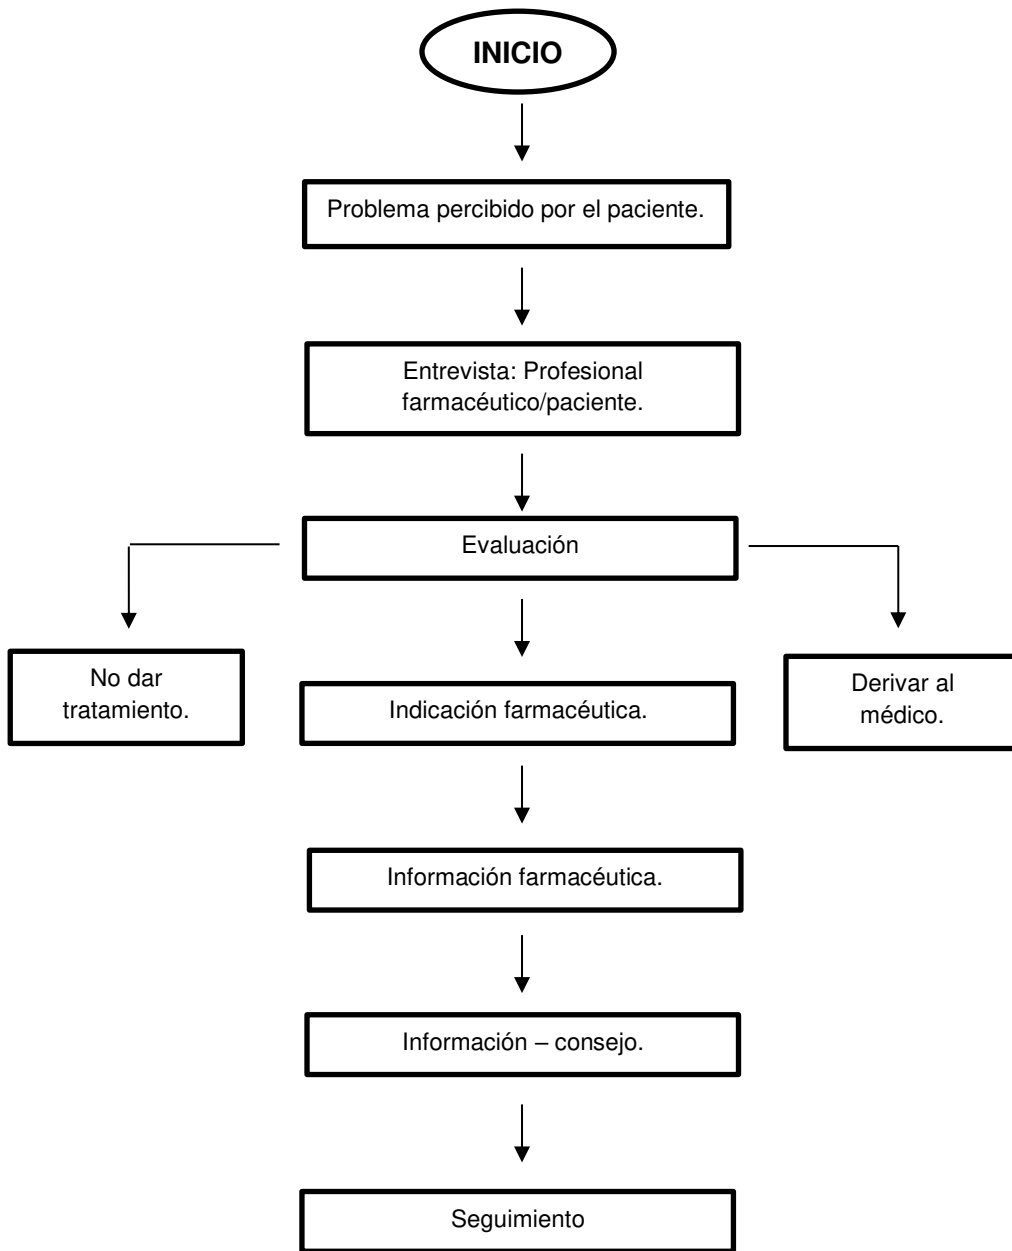 INICIO
Problema percibido por el paciente.
Entrevista: Profesional
farmacéutico/paciente.
Evaluación
No dar
tratamiento.
Indicación farmacéutica.
Derivar al
médico.
Información farmacéutica.
Información – consejo.
Seguimiento